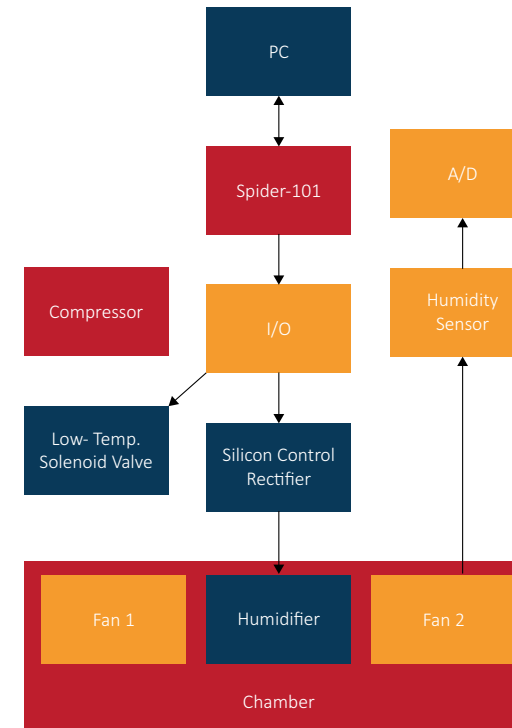 PC
Spider-101
A/D
Compressor
I/O
Humidity
Sensor
Low- Temp.
Solenoid Valve
Silicon Control
Rectifier
Fan 1
Humidifier
Fan 2
Chamber